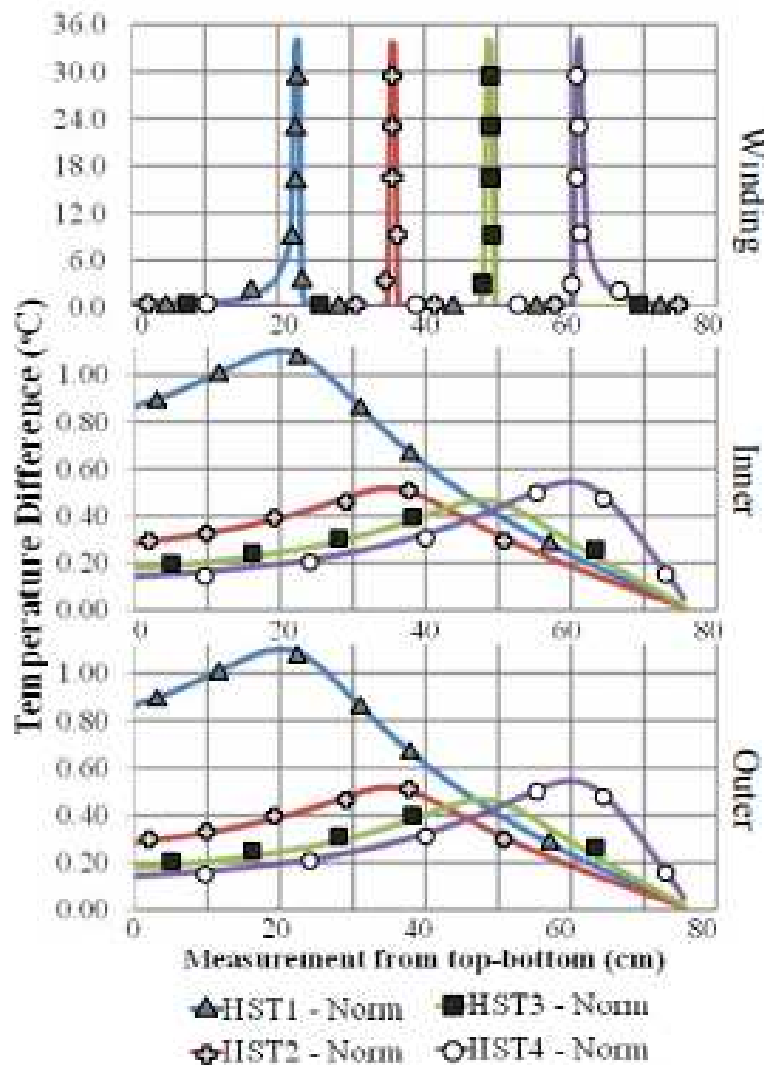 36.0
30.0
24.0
18.0
12.0
6.0
0.0
0 20 40 60 80
Winding
1.00
0.80
0.60
0.40
0.20
0.00
0 20 40 60 80
Inner
1.00
0.80
0.60
0.40
0.20
0.00
0 20 40 60 80
Outer
Temperature Difference (°C)
Measurement from top-bottom (cm)
HST1 - Norm HST3 - Norm
HST2 - Norm HST4 - Norm